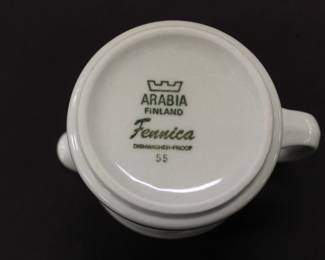 ARABIA
FINLAND
Fennica
DISHWASHER-PROOF
55